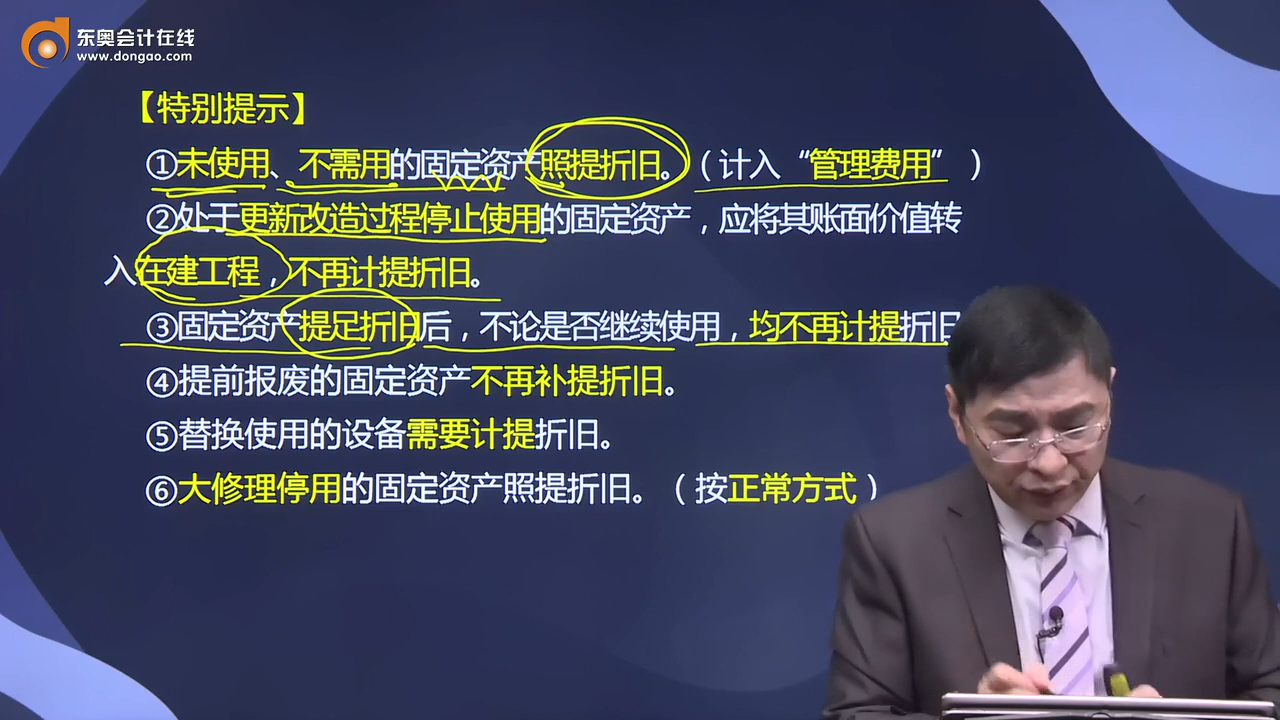 东奥会计在线
www.dongao.com
【特别提示】
①未使用、不需用的固定资产照提折旧。（计入“管理费用”）
②处于更新改造过程停止使用的固定资产，应将其账面价值转
入在建工程，不再计提折旧。
③固定资产提足折旧后，不论是否继续使用，均不再计提折旧
④提前报废的固定资产不再补提折旧。
⑤替换使用的设备需要计提折旧。
⑥大修理停用的固定资产照提折旧。（按正常方式）